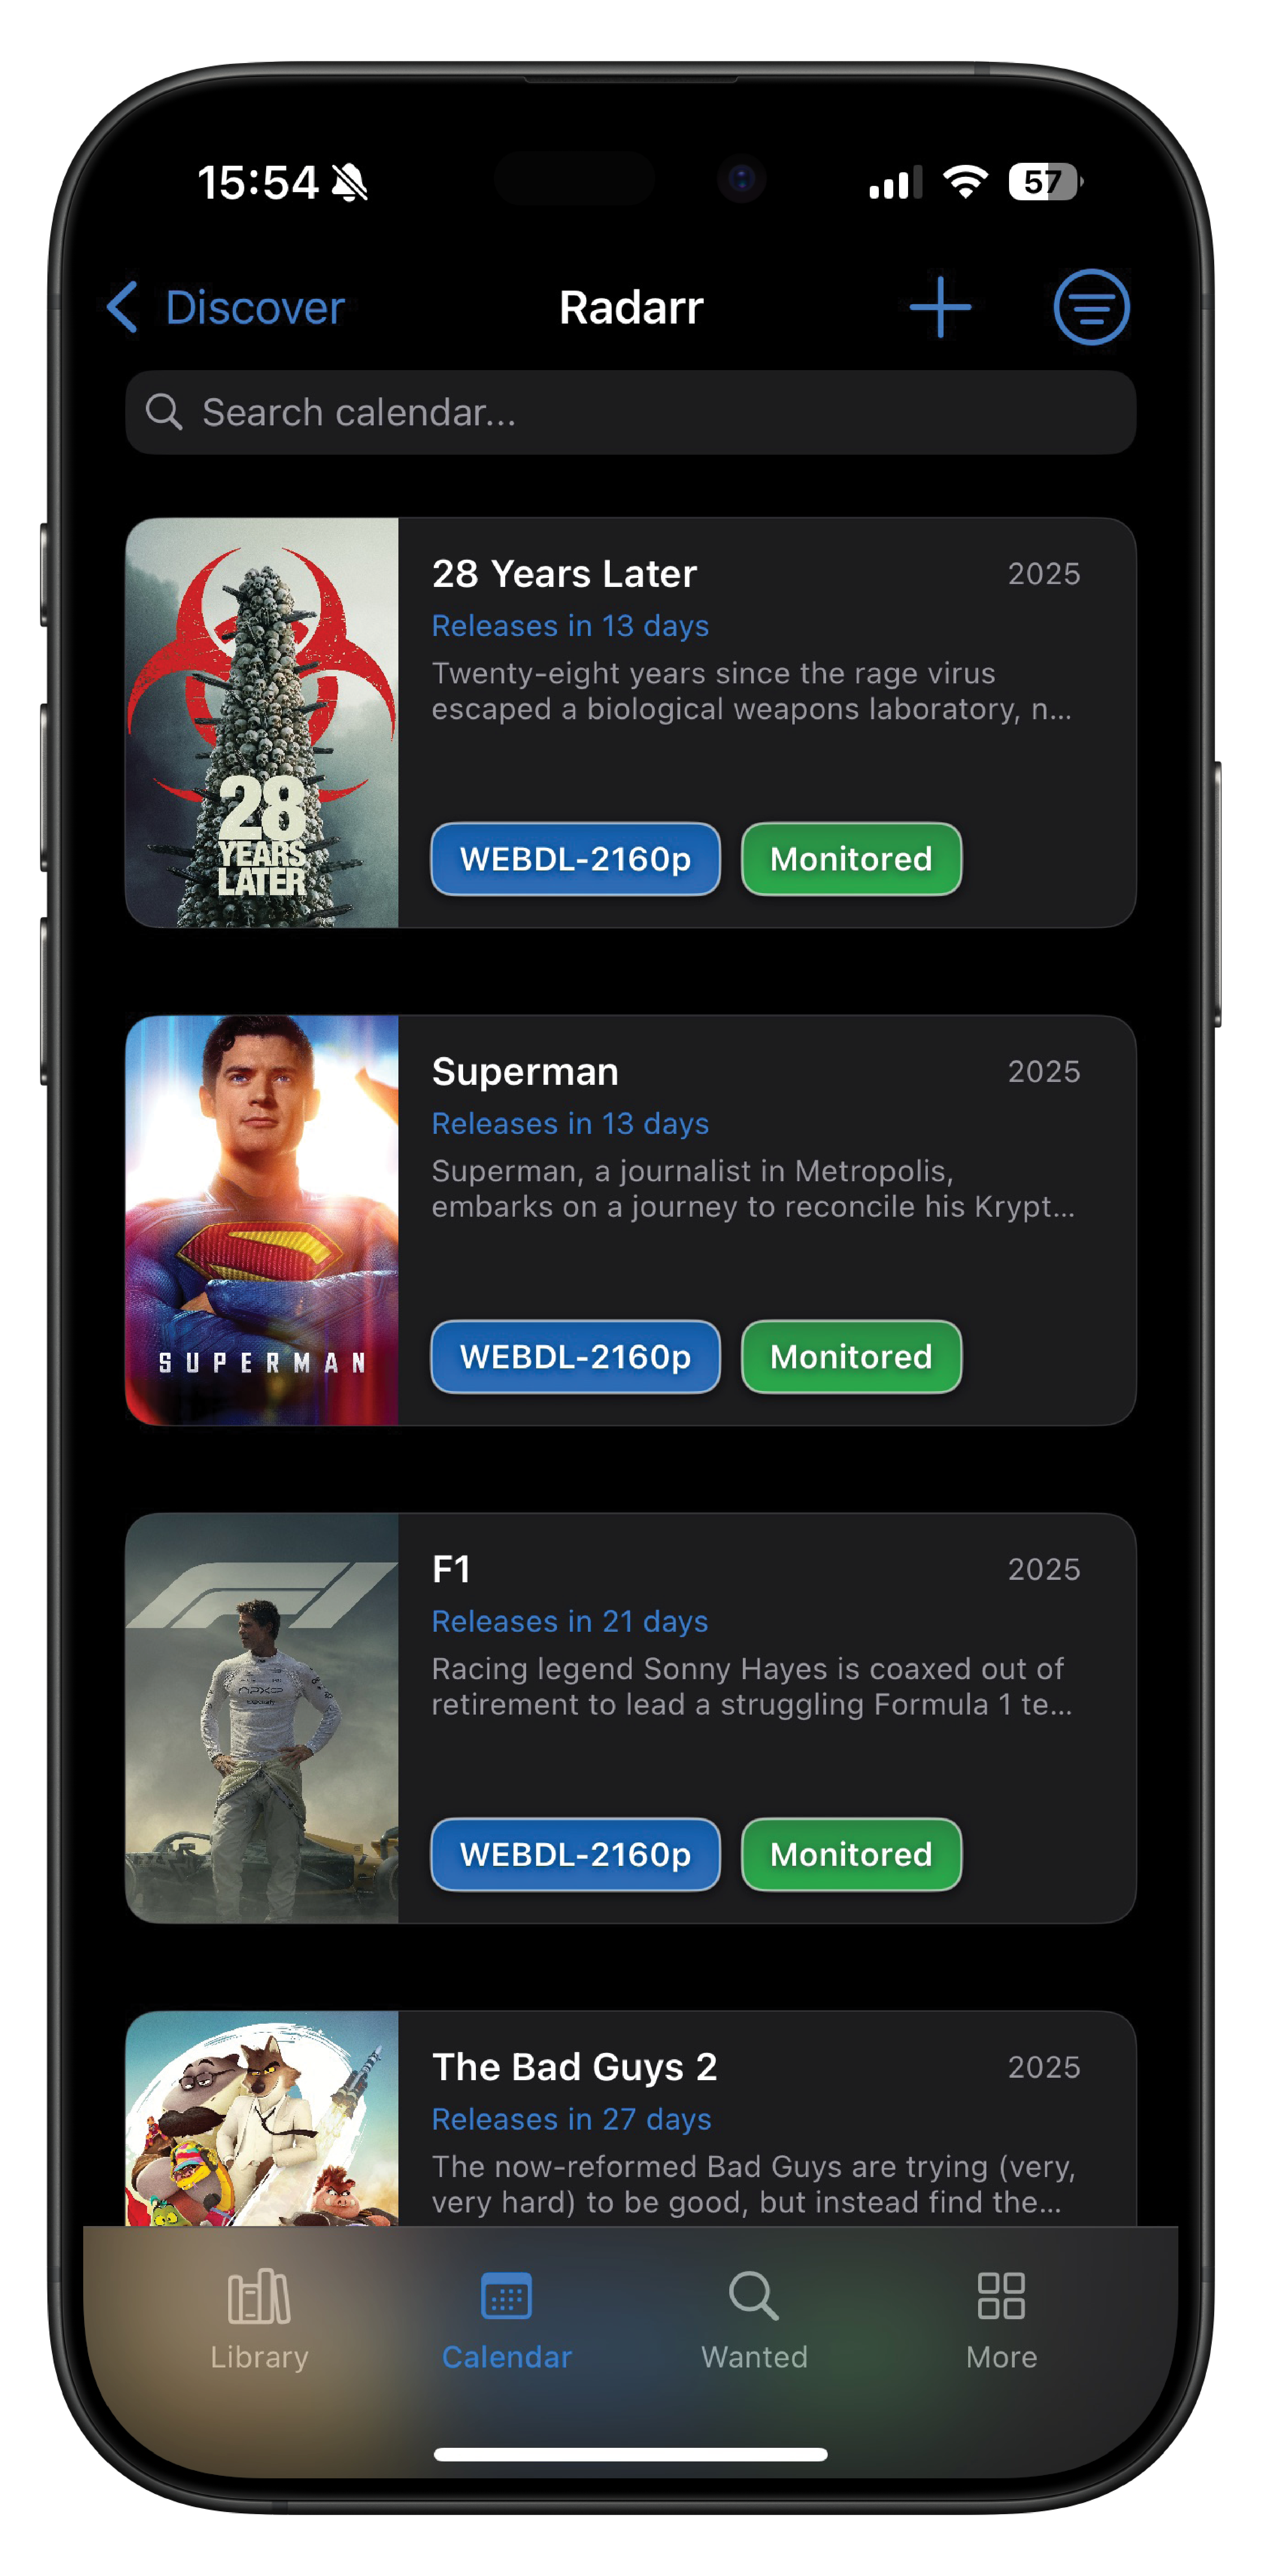 15:54
57
Discover
Radarr
Search calendar...
28 Years Later
2025
Releases in 13 days
Twenty-eight years since the rage virus
escaped a biological weapons laboratory, n...
WEBDL-2160p
Monitored
28
YEARS
LATER
Superman
2025
Releases in 13 days
Superman, a journalist in Metropolis,
embarks on a journey to reconcile his Krypt...
WEBDL-2160p
Monitored
SUPERMAN
F1
F1
2025
Releases in 21 days
Racing legend Sonny Hayes is coaxed out of
retirement to lead a struggling Formula 1 te...
WEBDL-2160p
Monitored
The Bad Guys 2
2025
Releases in 27 days
The now-reformed Bad Guys are trying (very,
very hard) to be good, but instead find the...
Library
Calendar
Wanted
More